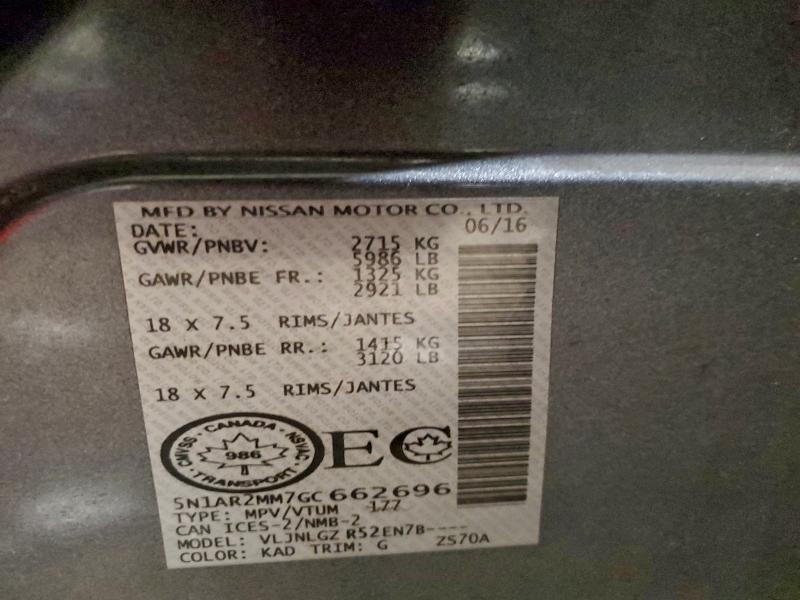 MFD BY NISSAN MOTOR CO., LTD.
DATE: 06/16
GVWR/PNBV: 2715 KG
5986 LB
GAWR/PNBE FR.: 1325 KG
2921 LB
18 X 7.5 RIMS/JANTES
GAWR/PNBE RR.: 1415 KG
3120 LB
18 X 7.5 RIMS/JANTES
CMVSS · CANADA · NSVAC · TRANSPORT
986
EC
5N1AR2MM7GC662696
TYPE: MPV/VTUM 177
CAN ICES-2/NMB-2
MODEL: VLJNLGZ R52EN7B----
COLOR: KAD TRIM: G ZS70A